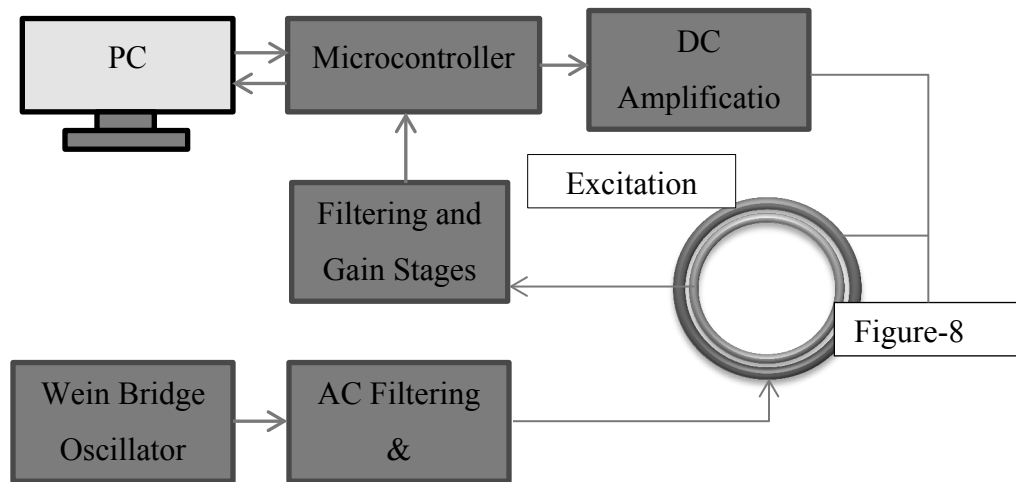 PC
Microcontroller
DC
Amplificatio
Excitation
Filtering and
Gain Stages
Figure-8
Wein Bridge
Oscillator
AC Filtering
&